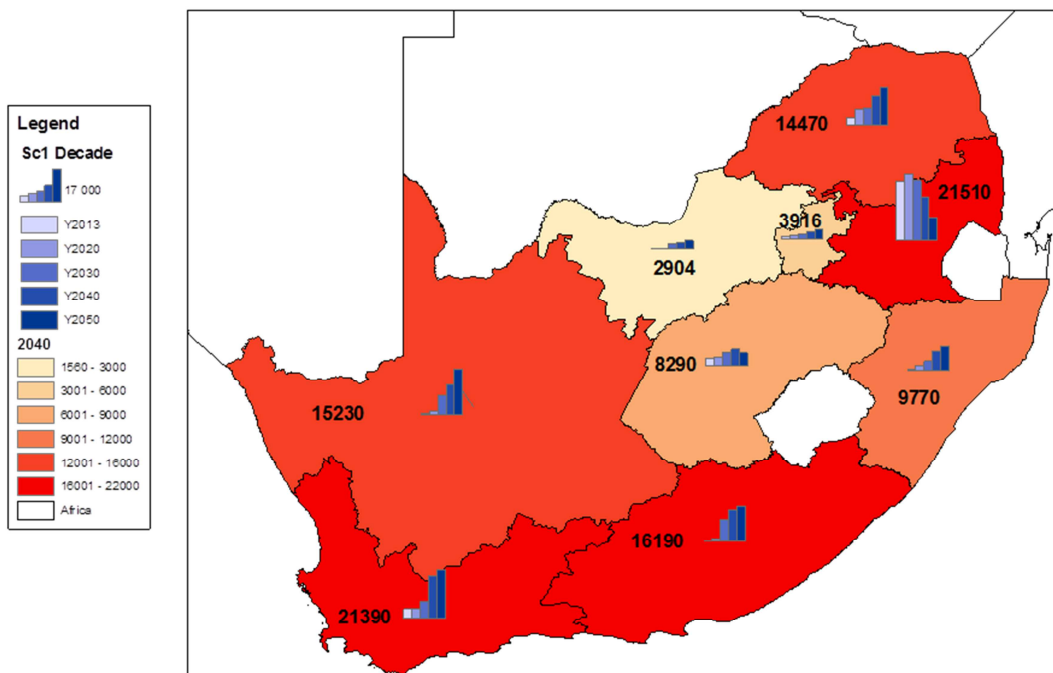 Legend
Sc1 Decade
17 000
Y2013
Y2020
Y2030
Y2040
Y2050
2040
1560 - 3000
3001 - 6000
6001 - 9000
9001 - 12000
12001 - 16000
16001 - 22000
Africa
14470
21510
3916
2904
8290
9770
15230
16190
21390